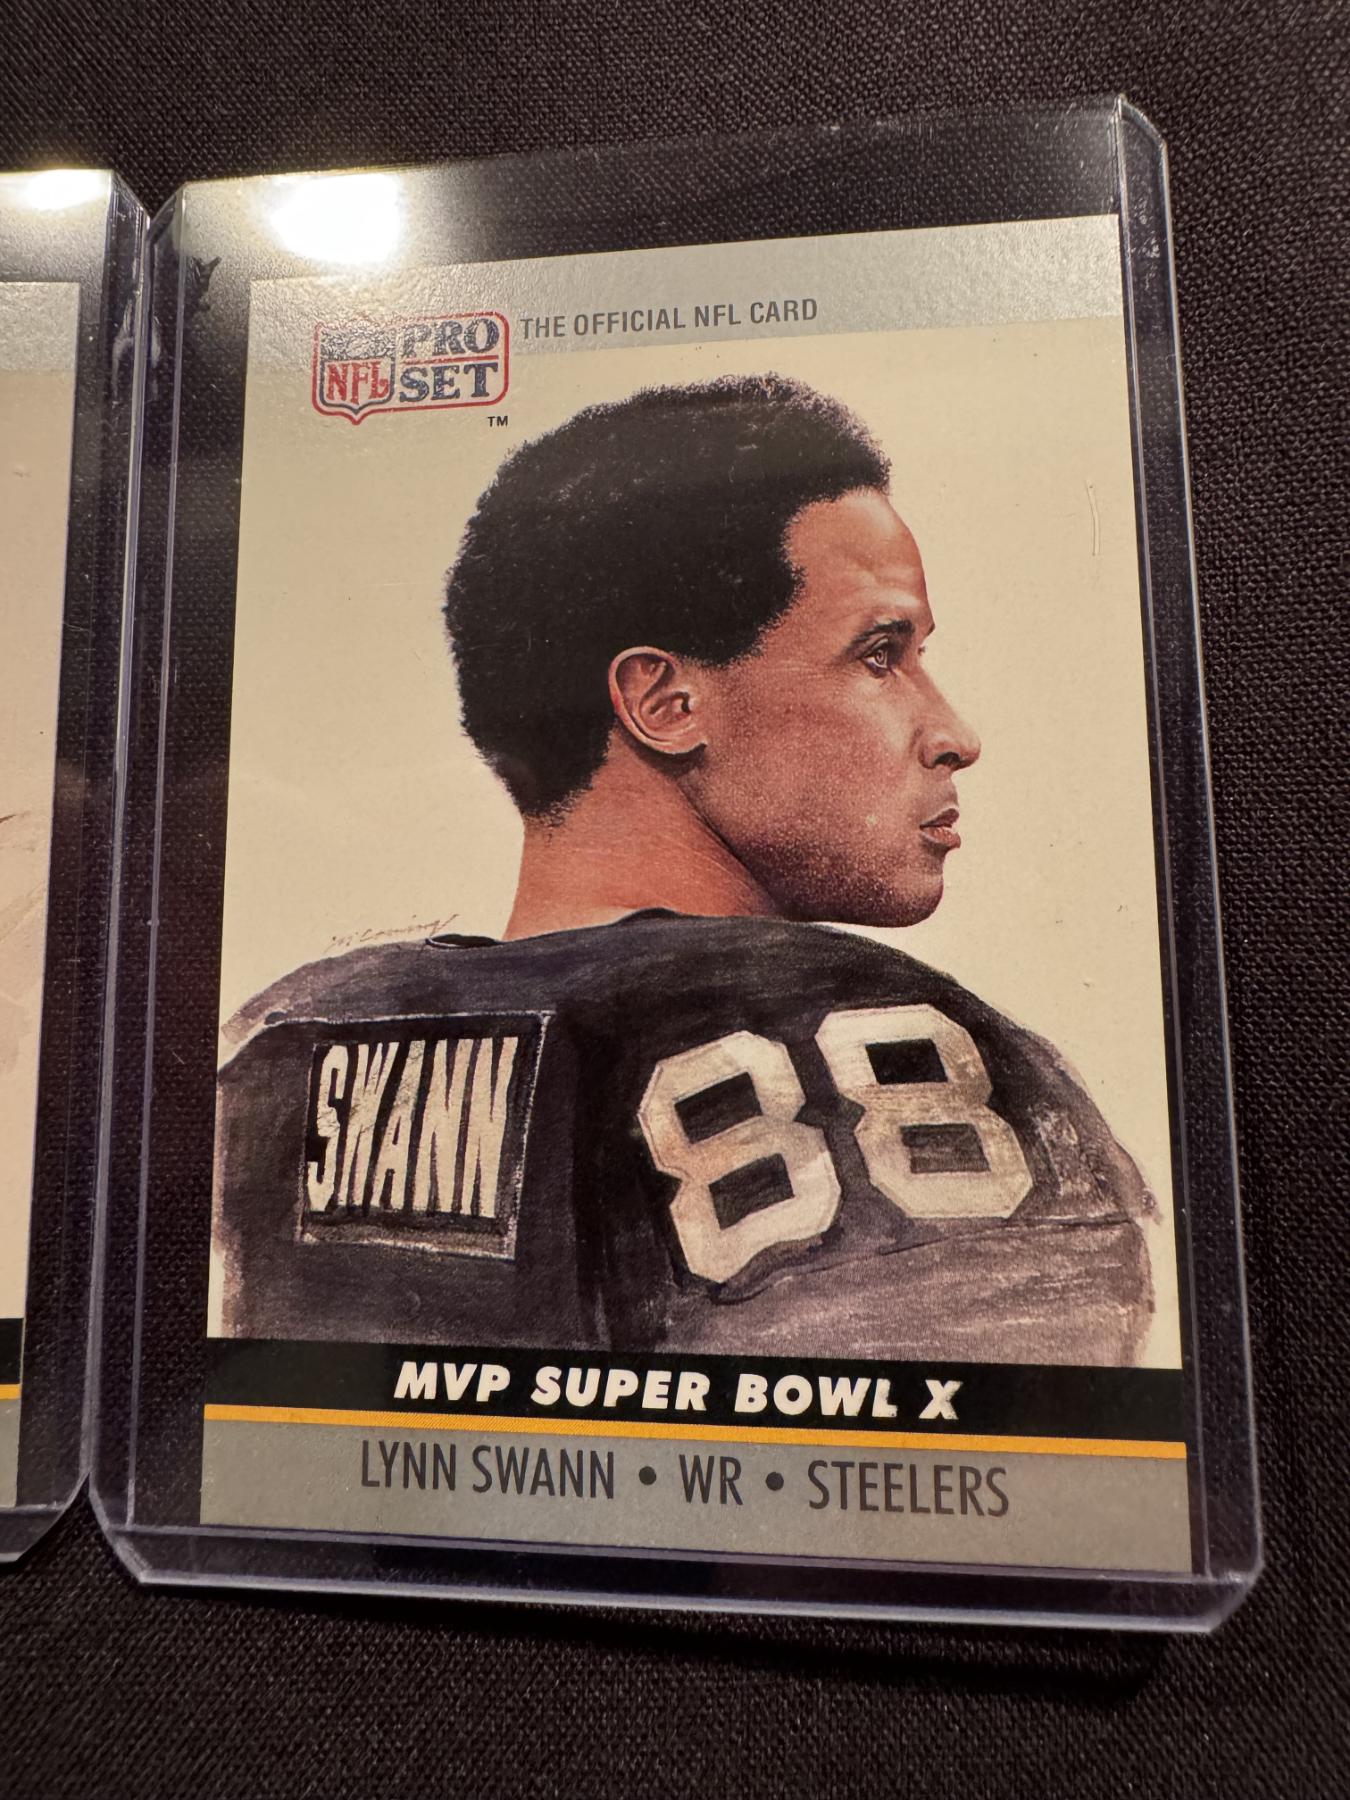 PRO
SET
NFL
™
THE OFFICIAL NFL CARD
SWANN
88
MVP SUPER BOWL X
LYNN SWANN • WR • STEELERS